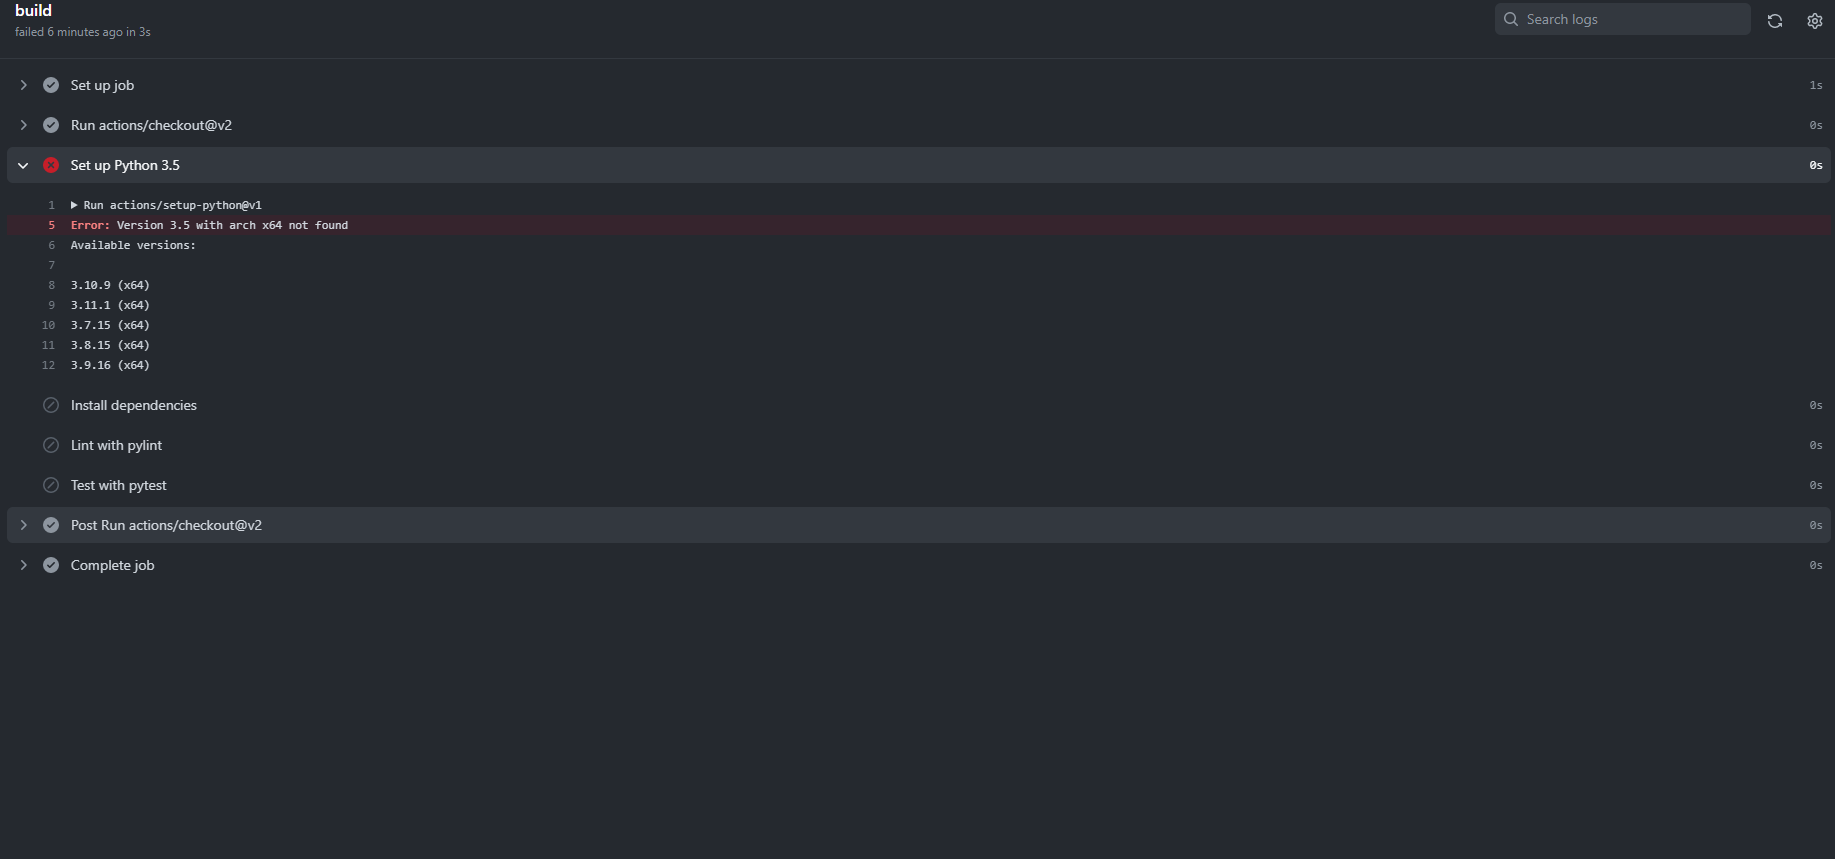 build
failed 6 minutes ago in 3s
Search logs
Set up job 1s
Run actions/checkout@v2 0s
Set up Python 3.5 0s
1 Run actions/setup-python@v1
5 Error: Version 3.5 with arch x64 not found
6 Available versions:
7
8 3.10.9 (x64)
9 3.11.1 (x64)
10 3.7.15 (x64)
11 3.8.15 (x64)
12 3.9.16 (x64)
Install dependencies 0s
Lint with pylint 0s
Test with pytest 0s
Post Run actions/checkout@v2 0s
Complete job 0s